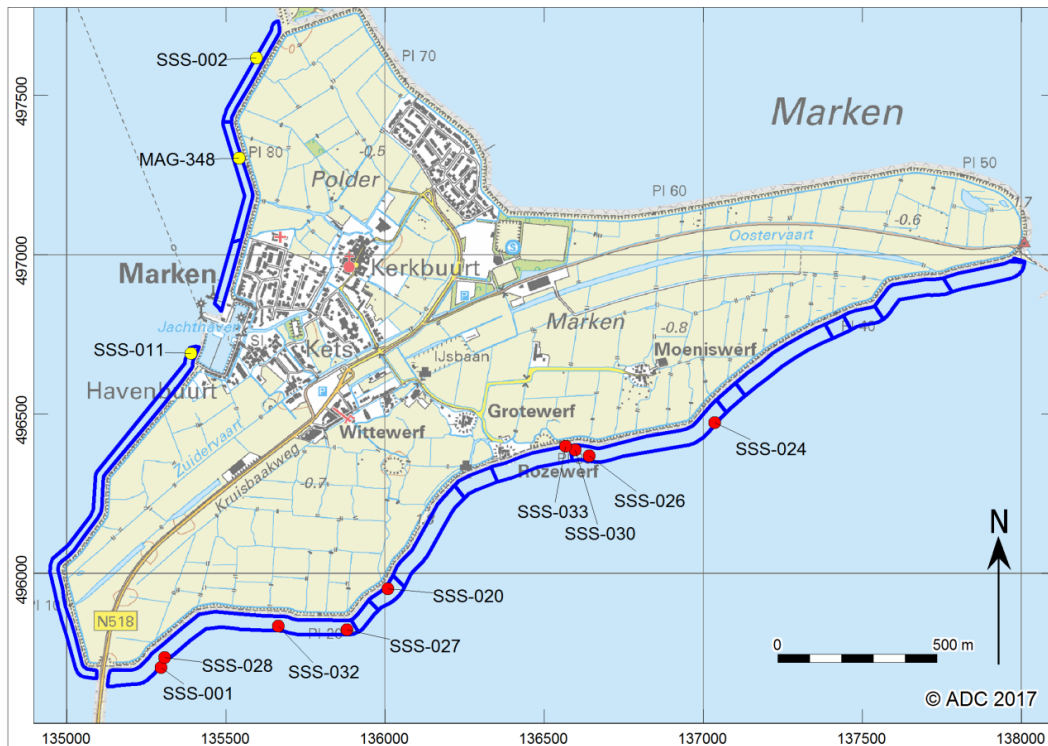 SSS-002
PI 70
497500
Marken
MAG-348
PI 80
-0.5
Polder
PI 50
PI 60
1.7
-0.6
Oostervaart
497000
Marken
Kerkbuurt
S
P
Jachthaven
Marken
-0.8
SSS-011
Kets
IJsbaan
Moeniswerf
PI 40
Havenbuurt
P
496500
Grotewerf
Wittewerf
SSS-024
Zuidervaart
Kruisbaakweg
Rozewerf
-0.7
SSS-026
SSS-033
SSS-030
N
496000
SSS-020
PI 10
N518
PI 20
SSS-027
SSS-028
SSS-032
0 500 m
SSS-001
© ADC 2017
135000 135500 136000 136500 137000 137500 138000